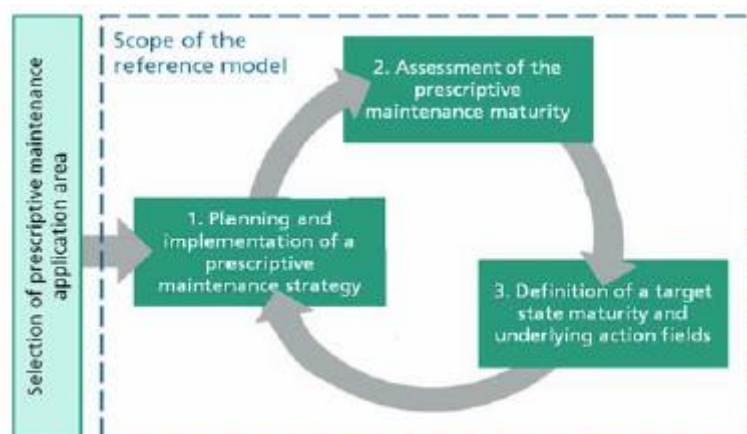 Selection of prescriptive maintenance
application area
Scope of the
reference model
2. Assessment of the
prescriptive
maintenance maturity
1. Planning and
implementation of a
prescriptive
maintenance strategy
3. Definition of a target
state maturity and
underlying action fields